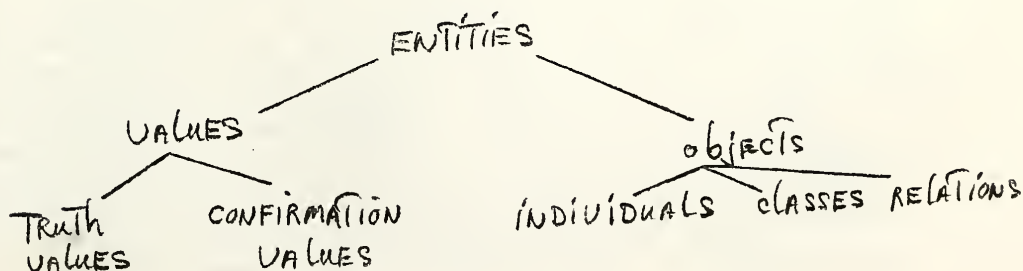 ENTITIES
VALUES
objECTS
TRUTH VALUES
CONFIRMATION VALUES
iNDIVIDUALS
cLASSES
RELATIONS